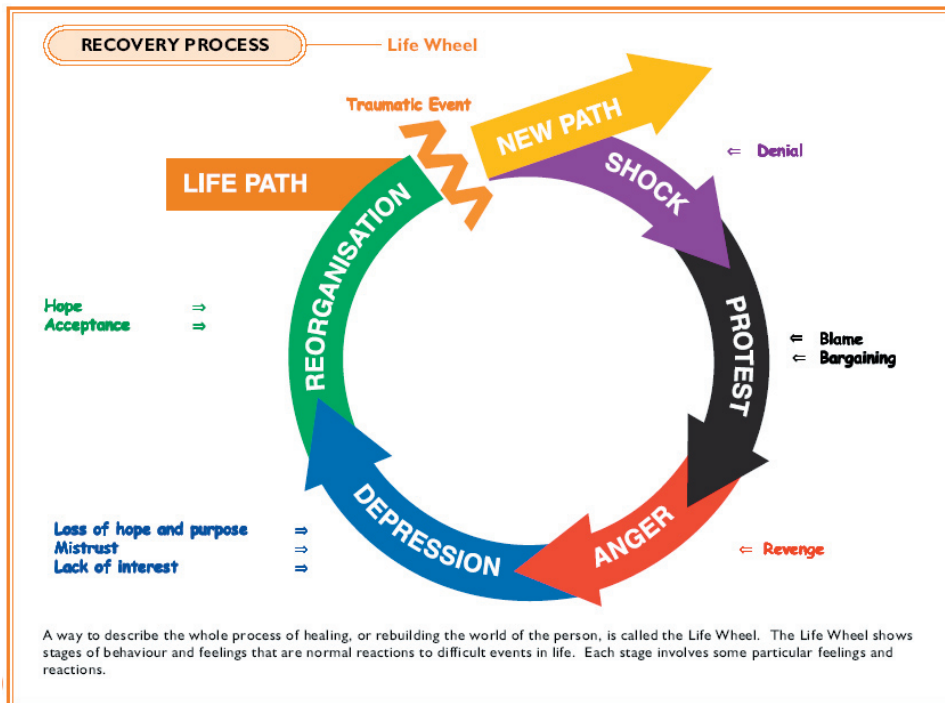 RECOVERY PROCESS
Life Wheel
Traumatic Event
NEW PATH
LIFE PATH
SHOCK
⇐ Denial
PROTEST
⇐ Blame
⇐ Bargaining
ANGER
⇐ Revenge
DEPRESSION
Loss of hope and purpose ⇒
Mistrust ⇒
Lack of interest ⇒
REORGANISATION
Hope ⇒
Acceptance ⇒
A way to describe the whole process of healing, or rebuilding the world of the person, is called the Life Wheel. The Life Wheel shows
stages of behaviour and feelings that are normal reactions to difficult events in life. Each stage involves some particular feelings and
reactions.